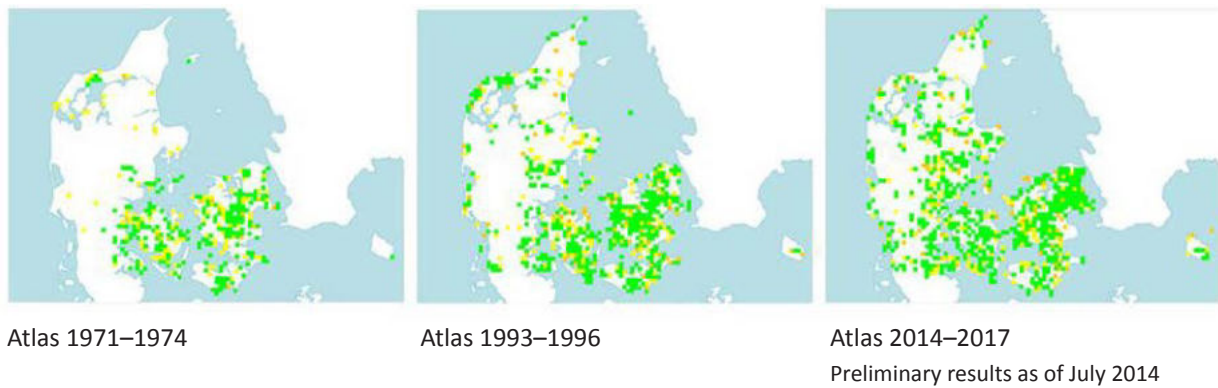 Atlas 1971–1974
Atlas 1993–1996
Atlas 2014–2017
Preliminary results as of July 2014